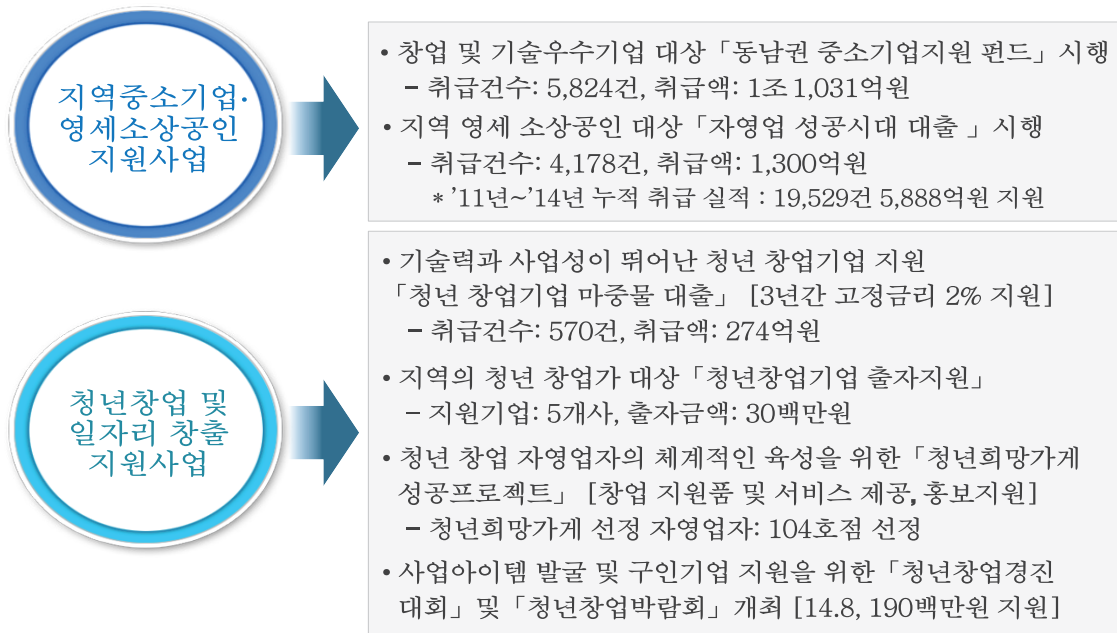 지역중소기업·
영세소상공인
지원사업
• 창업 및 기술우수기업 대상「동남권 중소기업지원 펀드」시행
– 취급건수: 5,824건, 취급액: 1조 1,031억원
• 지역 영세 소상공인 대상「자영업 성공시대 대출 」시행
– 취급건수: 4,178건, 취급액: 1,300억원
* ’11년~’14년 누적 취급 실적 : 19,529건 5,888억원 지원
청년창업 및
일자리 창출
지원사업
• 기술력과 사업성이 뛰어난 청년 창업기업 지원
「청년 창업기업 마중물 대출」 [3년간 고정금리 2% 지원]
– 취급건수: 570건, 취급액: 274억원
• 지역의 청년 창업가 대상「청년창업기업 출자지원」
– 지원기업: 5개사, 출자금액: 30백만원
• 청년 창업 자영업자의 체계적인 육성을 위한「청년희망가게
성공프로젝트」 [창업 지원품 및 서비스 제공, 홍보지원]
– 청년희망가게 선정 자영업자: 104호점 선정
• 사업아이템 발굴 및 구인기업 지원을 위한「청년창업경진
대회」및「청년창업박람회」개최 [14.8, 190백만원 지원]